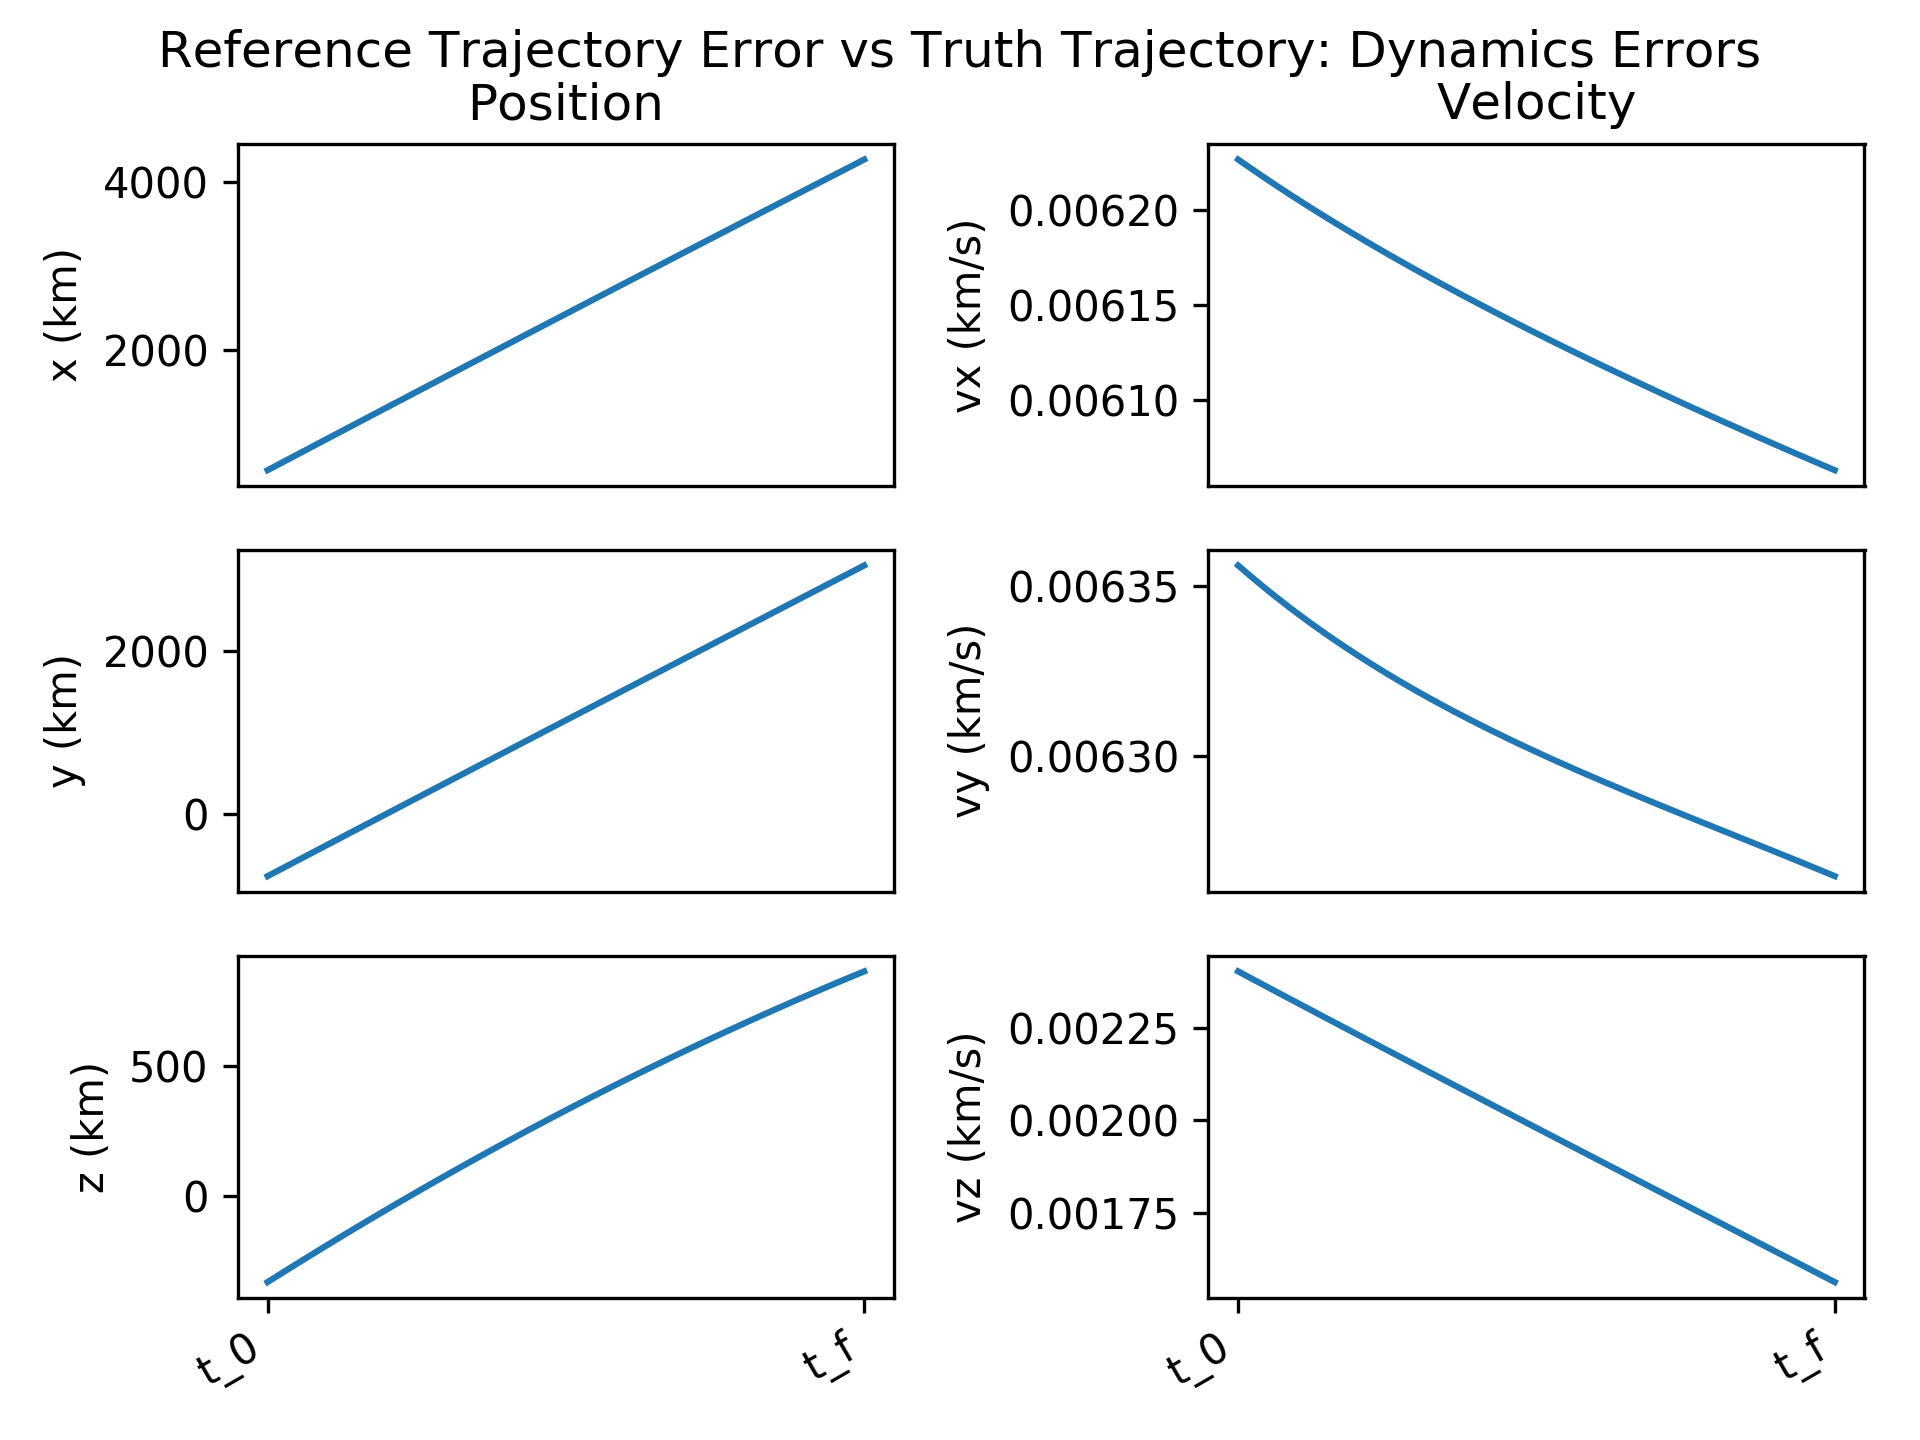 Reference Trajectory Error vs Truth Trajectory: Dynamics Errors
Position
4000
2000
x (km)
2000
0
y (km)
500
0
z (km)
t_0
t_f
Velocity
0.00620
0.00615
0.00610
vx (km/s)
0.00635
0.00630
vy (km/s)
0.00225
0.00200
0.00175
vz (km/s)
t_0
t_f